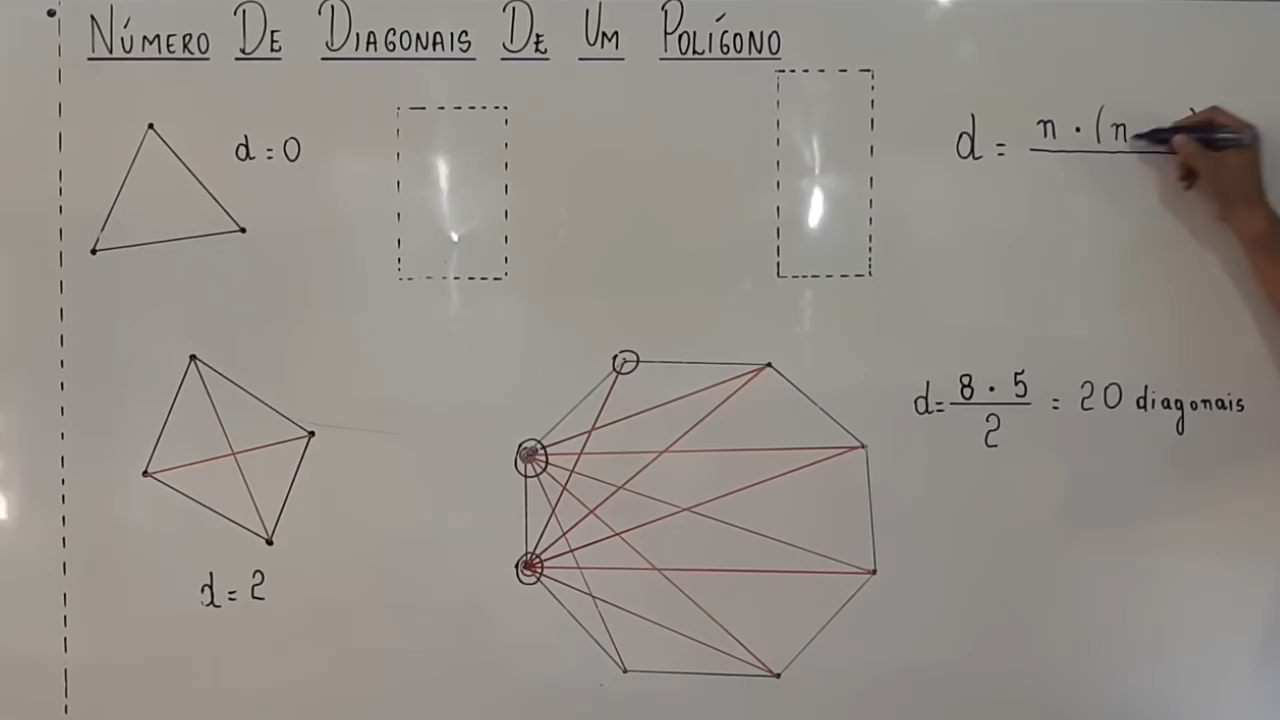 NÚMERO DE DIAGONAIS DE UM POLÍGONO
d = 0
d = n · (n
d = 8 · 5 / 2 = 20 diagonais
d = 2